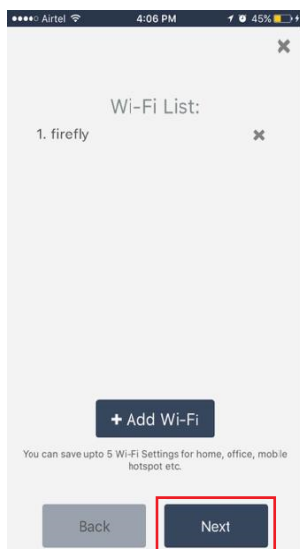 Airtel 4:06 PM 45%
Wi-Fi List:
1. firefly
+ Add Wi-Fi
You can save upto 5 Wi-Fi Settings for home, office, mobile
hotspot etc.
Back Next